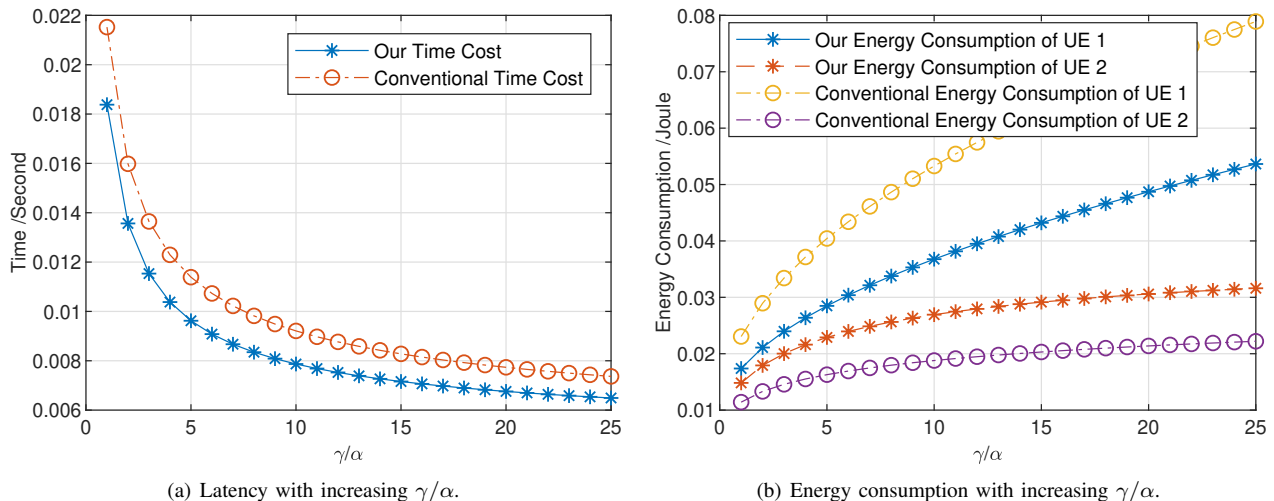 0.022
0.02
0.018
0.016
0.014
0.012
0.01
0.008
0.006
Time /Second
0 5 10 15 20 25
γ/α
Our Time Cost
Conventional Time Cost
(a) Latency with increasing γ/α.
0.08
0.07
0.06
0.05
0.04
0.03
0.02
0.01
Energy Consumption /Joule
0 5 10 15 20 25
γ/α
Our Energy Consumption of UE 1
Our Energy Consumption of UE 2
Conventional Energy Consumption of UE 1
Conventional Energy Consumption of UE 2
(b) Energy consumption with increasing γ/α.